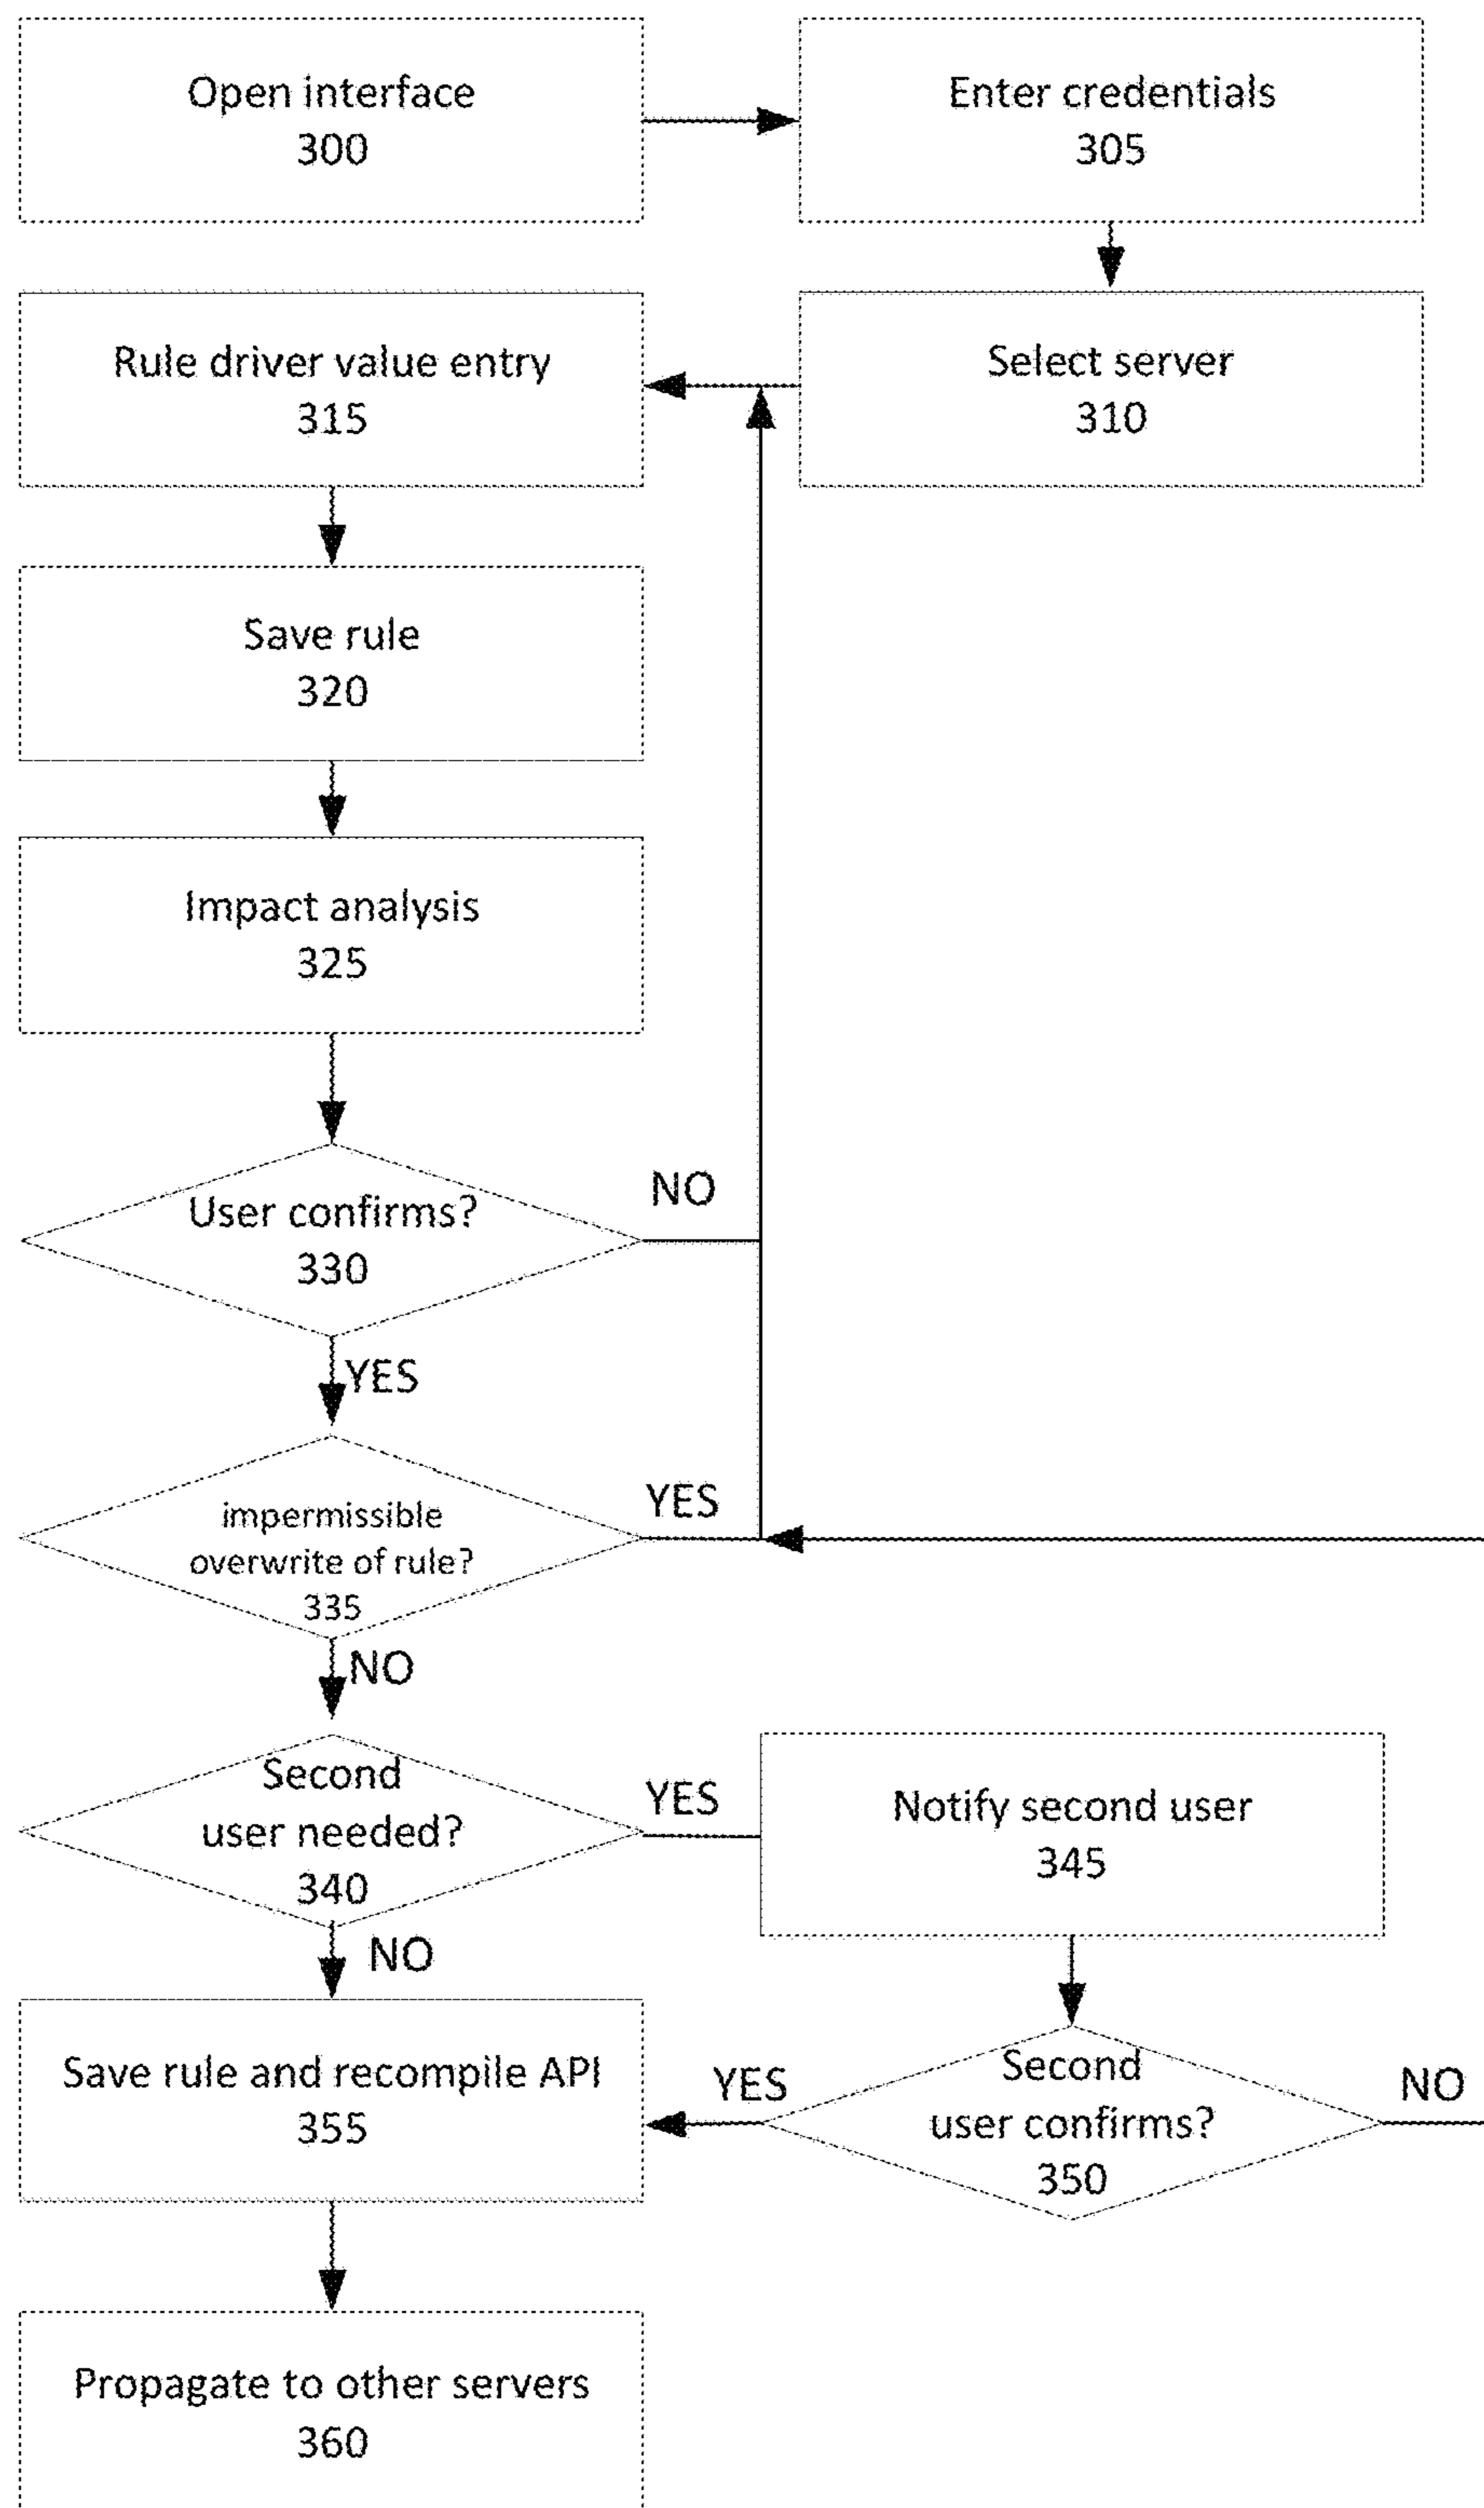 Open interface
300
Enter credentials
305
Rule driver value entry
315
Select server
310
Save rule
320
Impact analysis
325
User confirms?
330
NO
YES
impermissible
overwrite of rule?
335
YES
NO
Second
user needed?
340
YES
Notify second user
345
NO
Save rule and recompile API
355
YES
Second
user confirms?
350
NO
Propagate to other servers
360